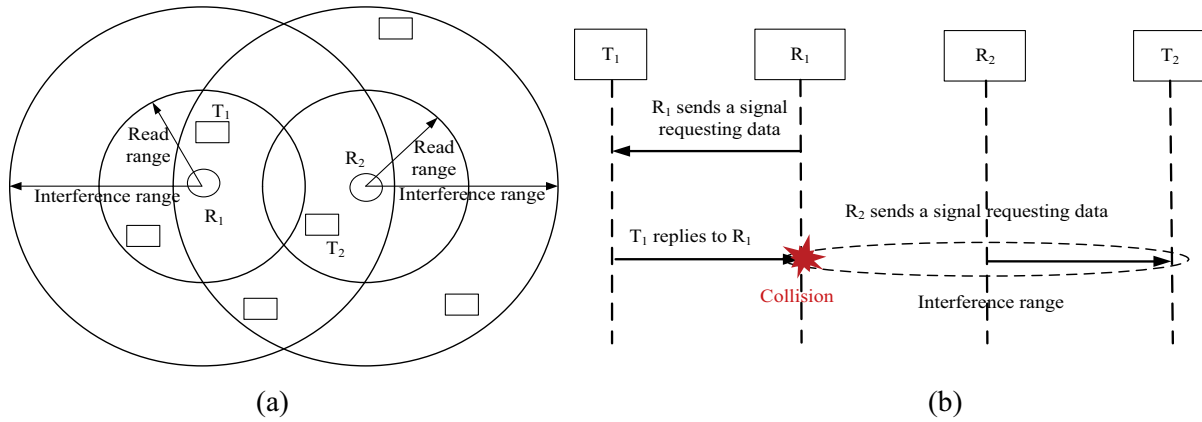 T₁
Read
range
Interference range
R₁
R₂
Read
range
Interference range
T₂
(a)
T₁
R₁
R₂
T₂
R₁ sends a signal
requesting data
R₂ sends a signal requesting data
T₁ replies to R₁
Collision
Interference range
(b)